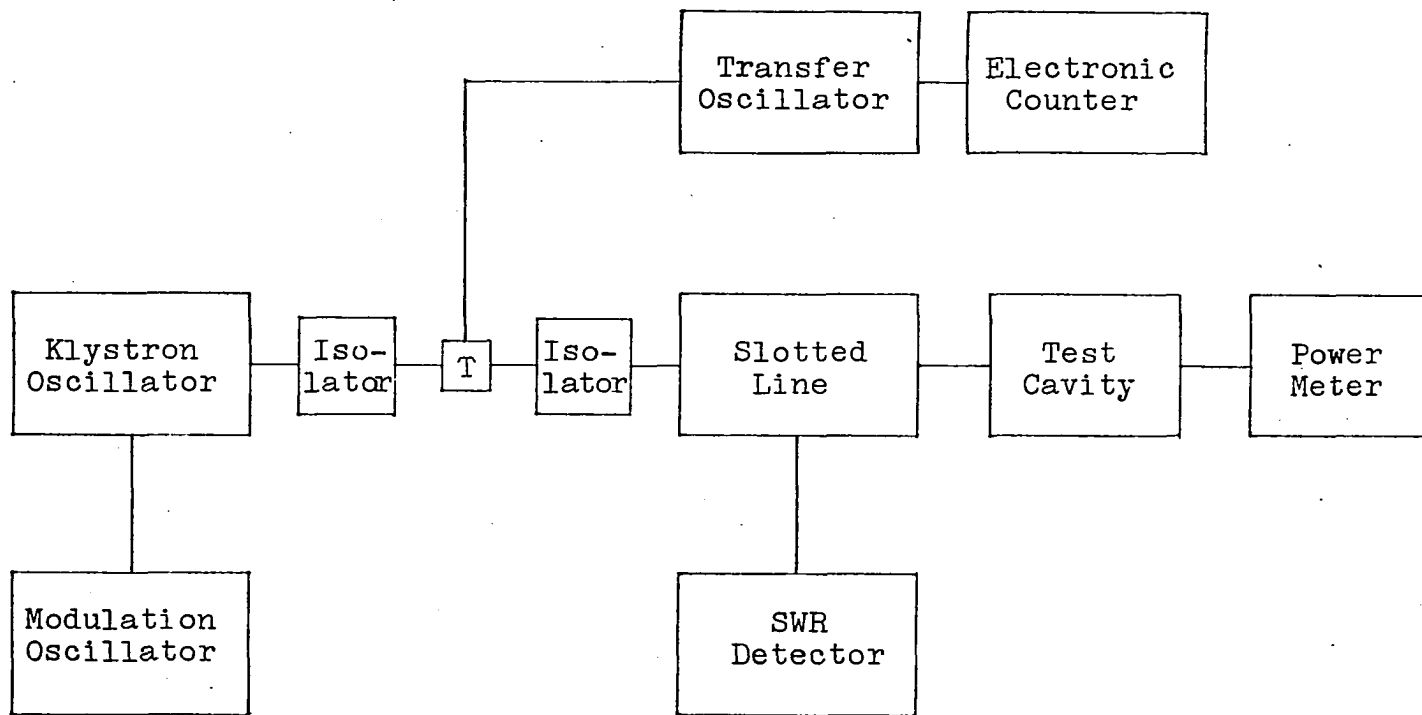 Transfer
Oscillator
Electronic
Counter
Klystron
Oscillator
Iso-
lator
T
Iso-
lator
Slotted
Line
Test
Cavity
Power
Meter
Modulation
Oscillator
SWR
Detector